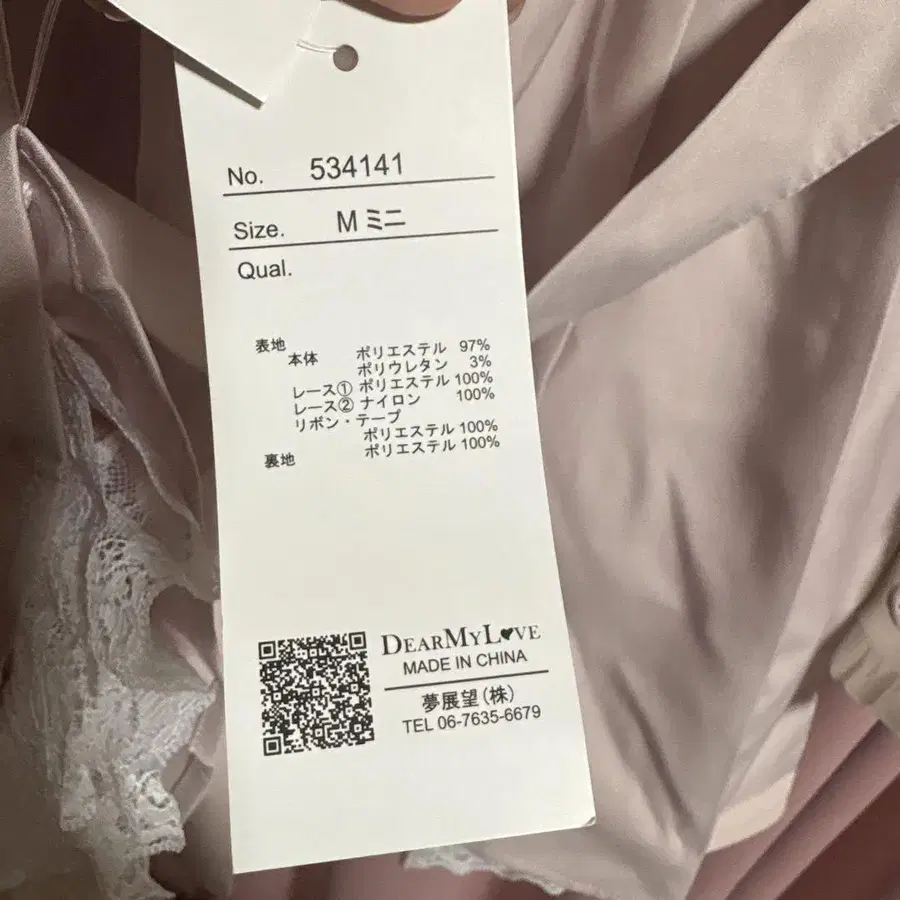 No. 534141
Size. M ミニ
Qual.
表地
本体 ポリエステル 97%
ポリウレタン 3%
レース① ポリエステル 100%
レース② ナイロン 100%
リボン・テープ
ポリエステル 100%
裏地 ポリエステル 100%
DEARMYL♥VE
MADE IN CHINA
夢展望(株)
TEL 06-7635-6679